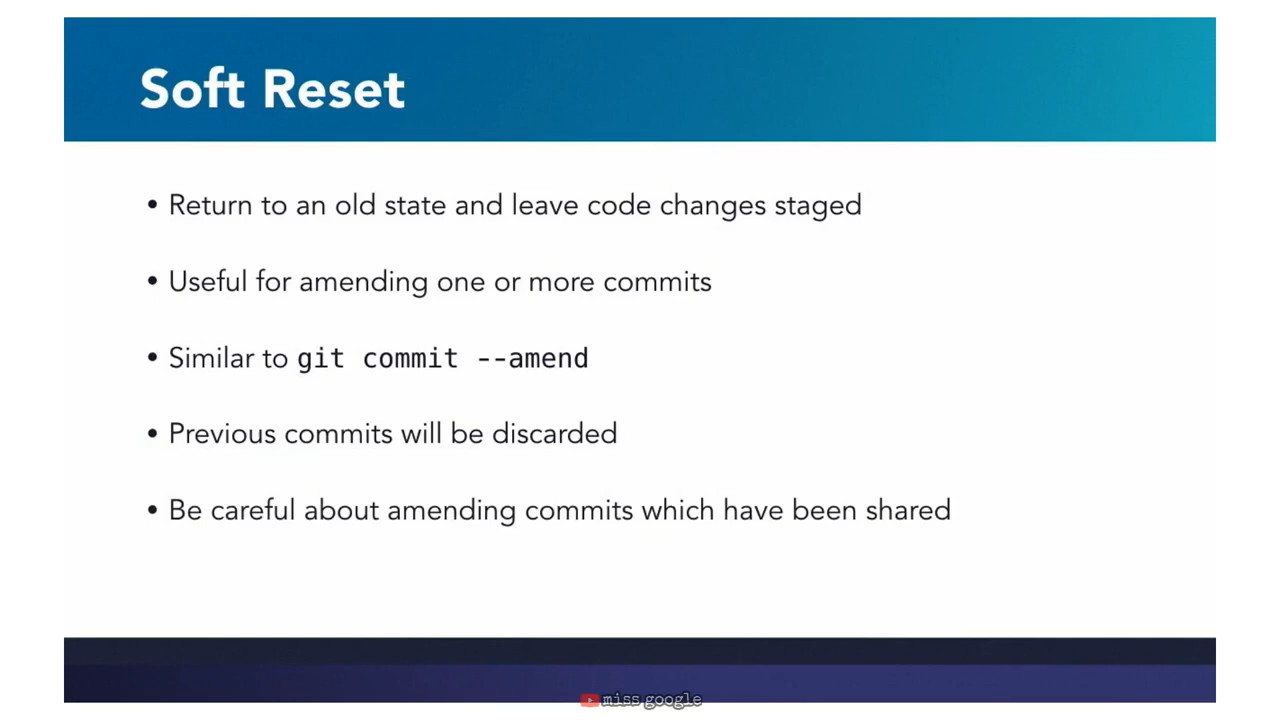 Soft Reset
• Return to an old state and leave code changes staged
• Useful for amending one or more commits
• Similar to git commit --amend
• Previous commits will be discarded
• Be careful about amending commits which have been shared
miss google